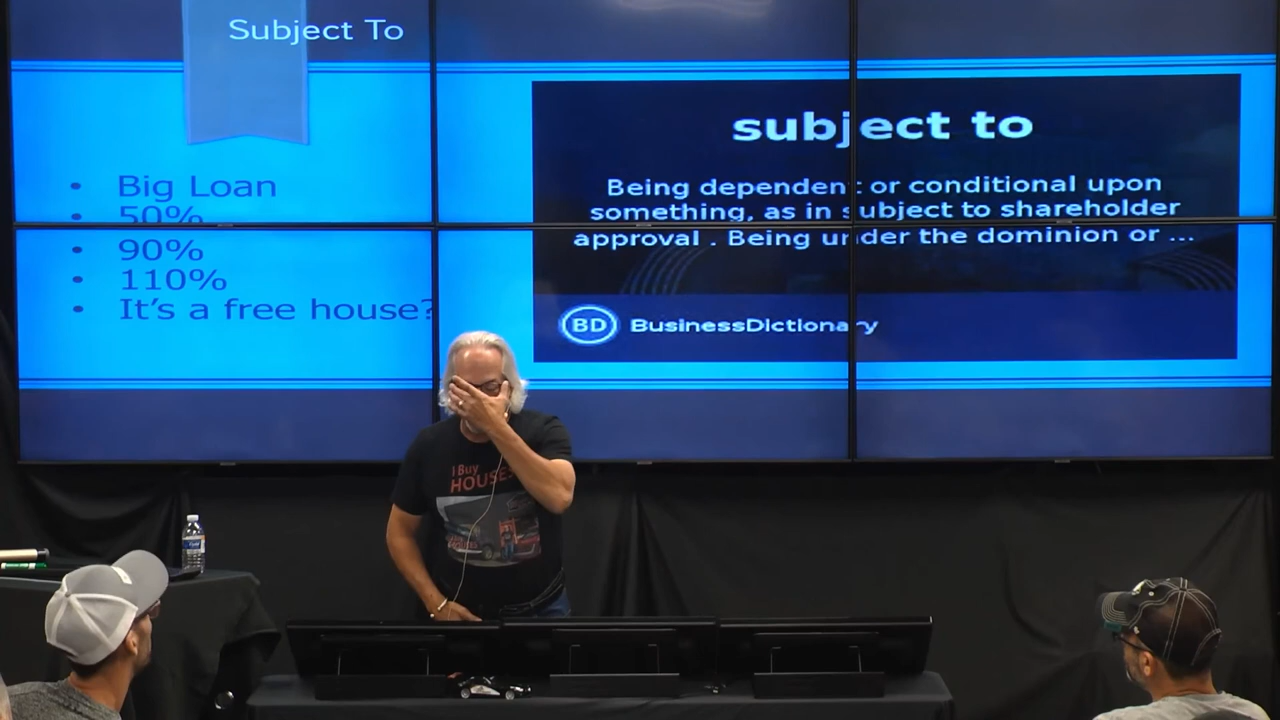 Subject To
• Big Loan
• 50%
• 90%
• 110%
• It's a free house?
subject to
Being dependent or conditional upon
something, as in subject to shareholder
approval . Being under the dominion or ...
BD BusinessDictionary
I Buy
HOUSES